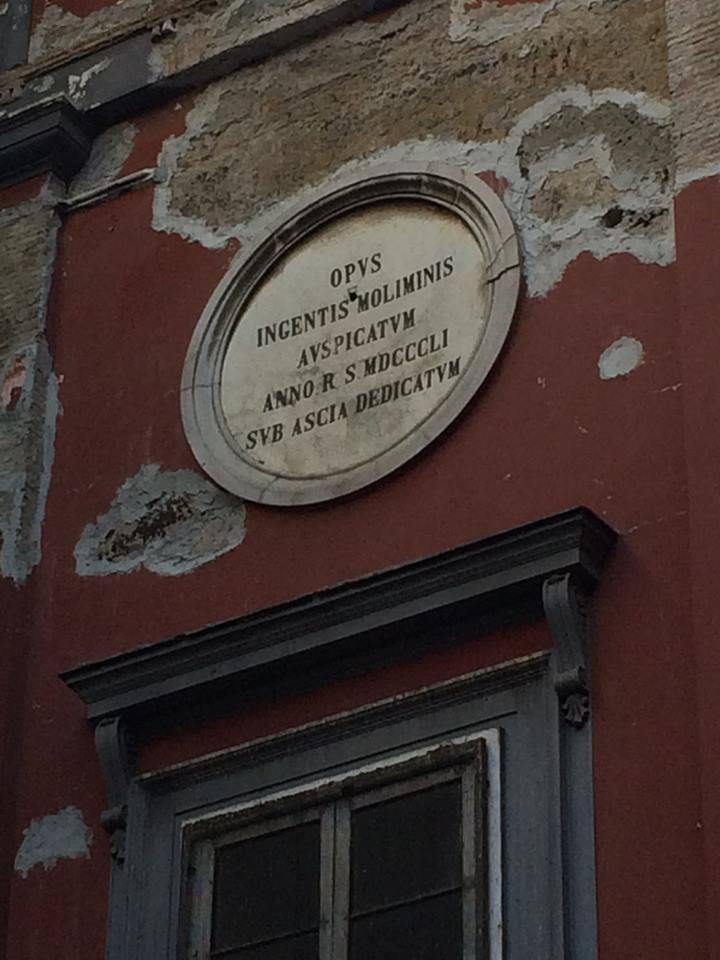 OPVS
INGENTIS MOLIMINIS
AVSPICATVM
ANNO R S MDCCCLI
SVB ASCIA DEDICATVM